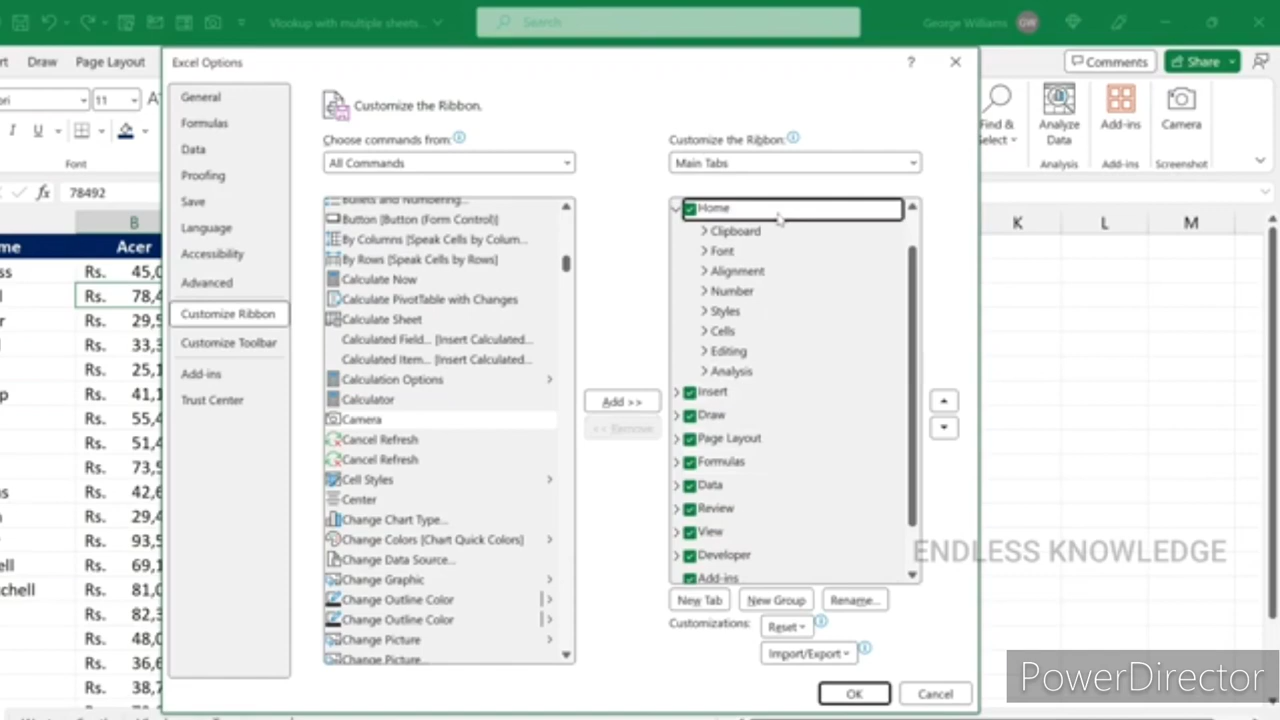 Vlookup with multiple sheets...
Search
George Williams
GW
Draw
Page Layout
Comments
Share
Excel Options
?
General
Formulas
Data
Proofing
Save
Language
Accessibility
Advanced
Customize Ribbon
Customize Toolbar
Add-ins
Trust Center
Customize the Ribbon.
Choose commands from:
All Commands
Bullets and Numbering...
Button [Button (Form Control)]
By Columns [Speak Cells by Colum...
By Rows [Speak Cells by Rows]
Calculate Now
Calculate PivotTable with Changes
Calculate Sheet
Calculated Field... [Insert Calculated...
Calculated Item... [Insert Calculated...
Calculation Options
Calculator
Camera
Cancel Refresh
Cancel Refresh
Cell Styles
Center
Change Chart Type...
Change Colors [Chart Quick Colors]
Change Data Source...
Change Graphic
Change Outline Color
Change Outline Color
Change Picture
Change Picture...
Add >>
<< Remove
Customize the Ribbon:
Main Tabs
Home
Clipboard
Font
Alignment
Number
Styles
Cells
Editing
Analysis
Insert
Draw
Page Layout
Formulas
Data
Review
View
Developer
Add-ins
New Tab
New Group
Rename...
Customizations:
Reset
Import/Export
OK
Cancel
11
I
U
Font
fx
78492
B
Acer
Rs. 45,0
Rs. 78,4
Rs. 29,5
Rs. 33,3
Rs. 25,1
Rs. 41,1
Rs. 55,4
Rs. 51,4
Rs. 73,5
Rs. 42,6
Rs. 29,4
Rs. 93,5
Rs. 69,1
chell Rs. 81,0
Rs. 82,3
Rs. 48,0
Rs. 36,6
Rs. 38,7
Find &
Select
Analyze
Data
Add-ins
Camera
Analysis
Add-ins
Screenshot
K
L
M
ENDLESS KNOWLEDGE
PowerDirector